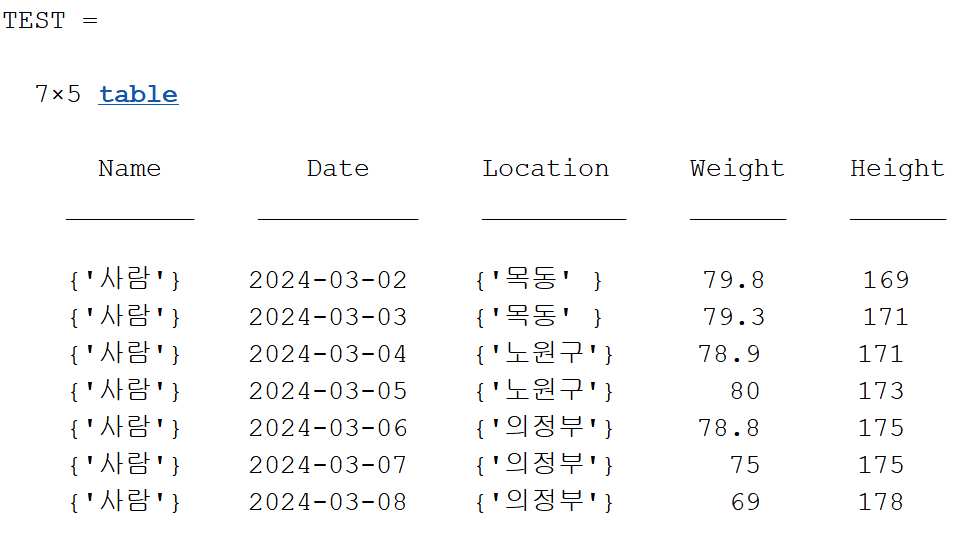 TEST =
7×5 table
Name Date Location Weight Height
{'사람'} 2024-03-02 {'목동' } 79.8 169
{'사람'} 2024-03-03 {'목동' } 79.3 171
{'사람'} 2024-03-04 {'노원구'} 78.9 171
{'사람'} 2024-03-05 {'노원구'} 80 173
{'사람'} 2024-03-06 {'의정부'} 78.8 175
{'사람'} 2024-03-07 {'의정부'} 75 175
{'사람'} 2024-03-08 {'의정부'} 69 178